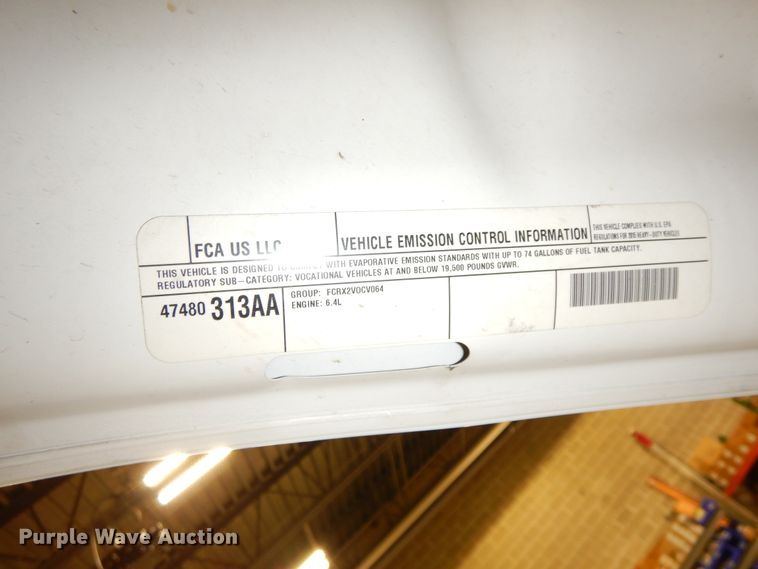 FCA US LLC
VEHICLE EMISSION CONTROL INFORMATION
THIS VEHICLE COMPLIES WITH U.S. EPA
REGULATIONS FOR 2015 HEAVY-DUTY VEHICLES
THIS VEHICLE IS DESIGNED TO COMPLY WITH EVAPORATIVE EMISSION STANDARDS WITH UP TO 74 GALLONS OF FUEL TANK CAPACITY.
REGULATORY SUB-CATEGORY: VOCATIONAL VEHICLES AT AND BELOW 19,500 POUNDS GVWR.
47480 313AA
GROUP: FCRX2VOCV064
ENGINE: 6.4L
Purple Wave Auction